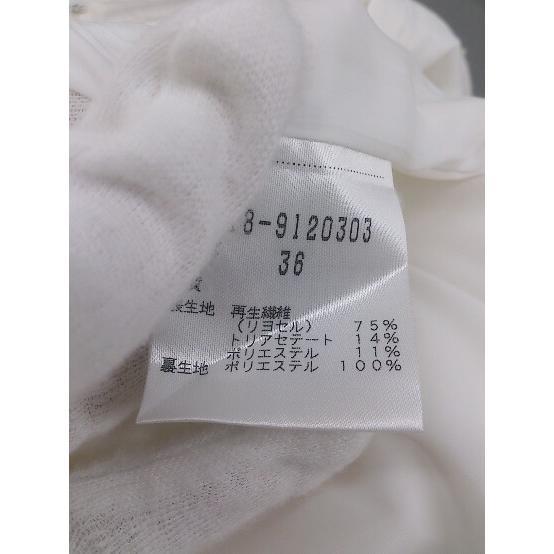 8-9120303
36
質
表生地 再生繊維
(リヨセル) 75%
トリアセテート 14%
ポリエステル 11%
裏生地 ポリエステル 100%